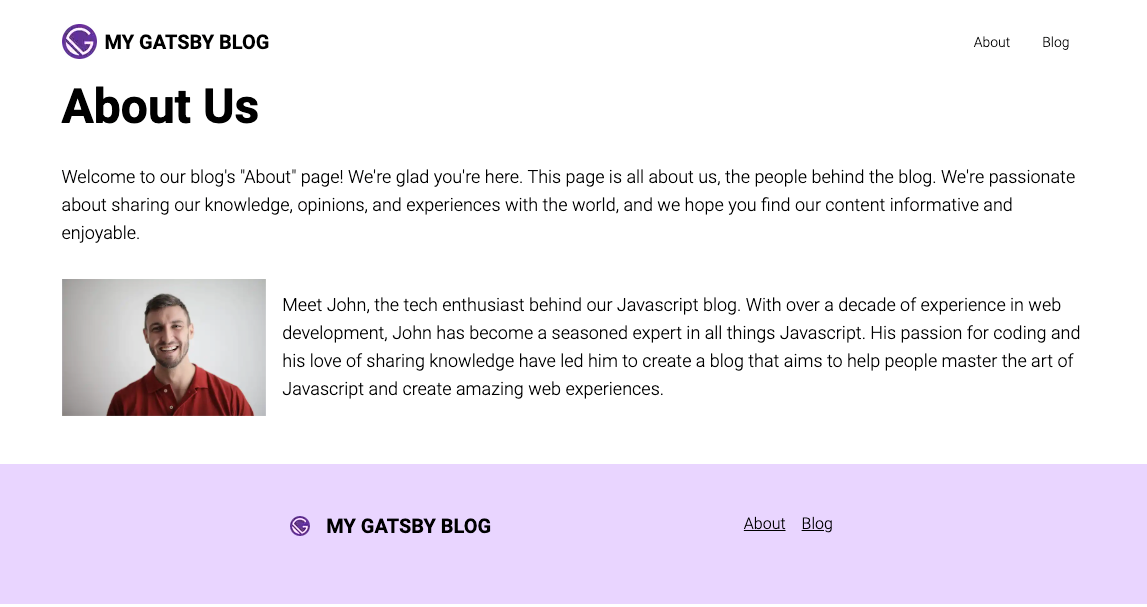 MY GATSBY BLOG
About Blog
About Us
Welcome to our blog's "About" page! We're glad you're here. This page is all about us, the people behind the blog. We're passionate
about sharing our knowledge, opinions, and experiences with the world, and we hope you find our content informative and
enjoyable.
Meet John, the tech enthusiast behind our Javascript blog. With over a decade of experience in web
development, John has become a seasoned expert in all things Javascript. His passion for coding and
his love of sharing knowledge have led him to create a blog that aims to help people master the art of
Javascript and create amazing web experiences.
MY GATSBY BLOG
About Blog